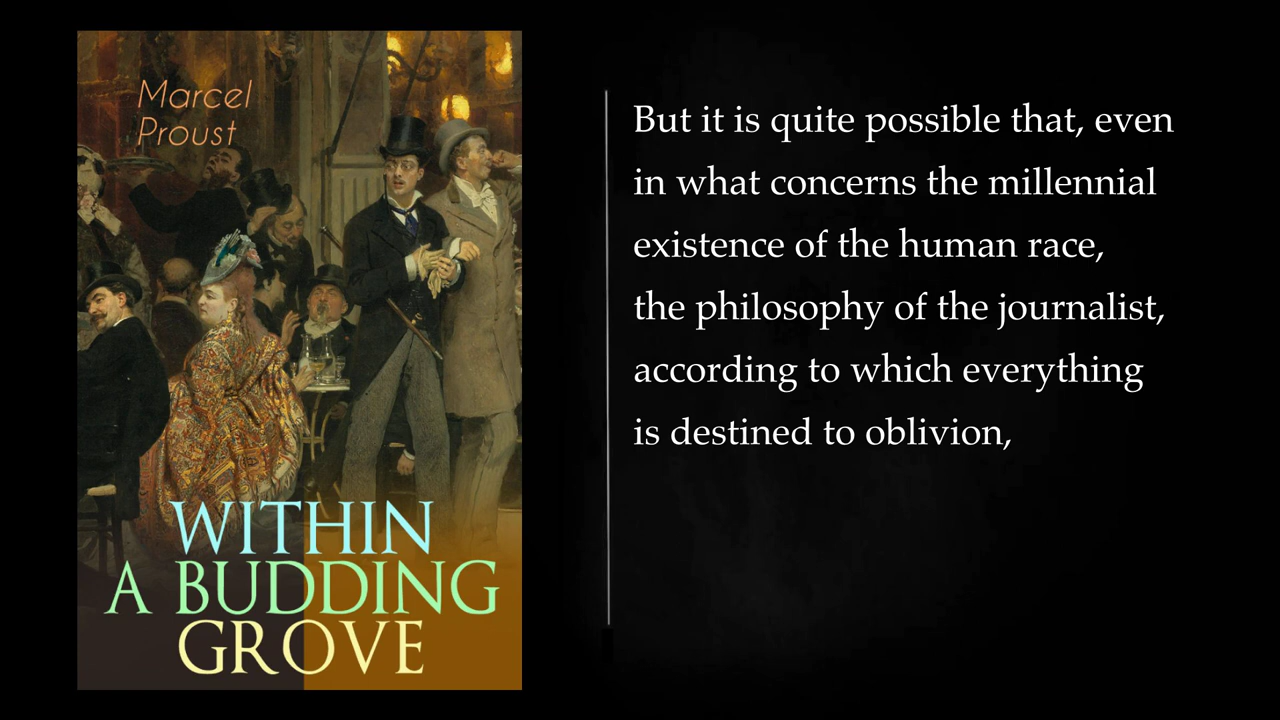 Marcel
Proust
WITHIN
A BUDDING
GROVE
But it is quite possible that, even
in what concerns the millennial
existence of the human race,
the philosophy of the journalist,
according to which everything
is destined to oblivion,